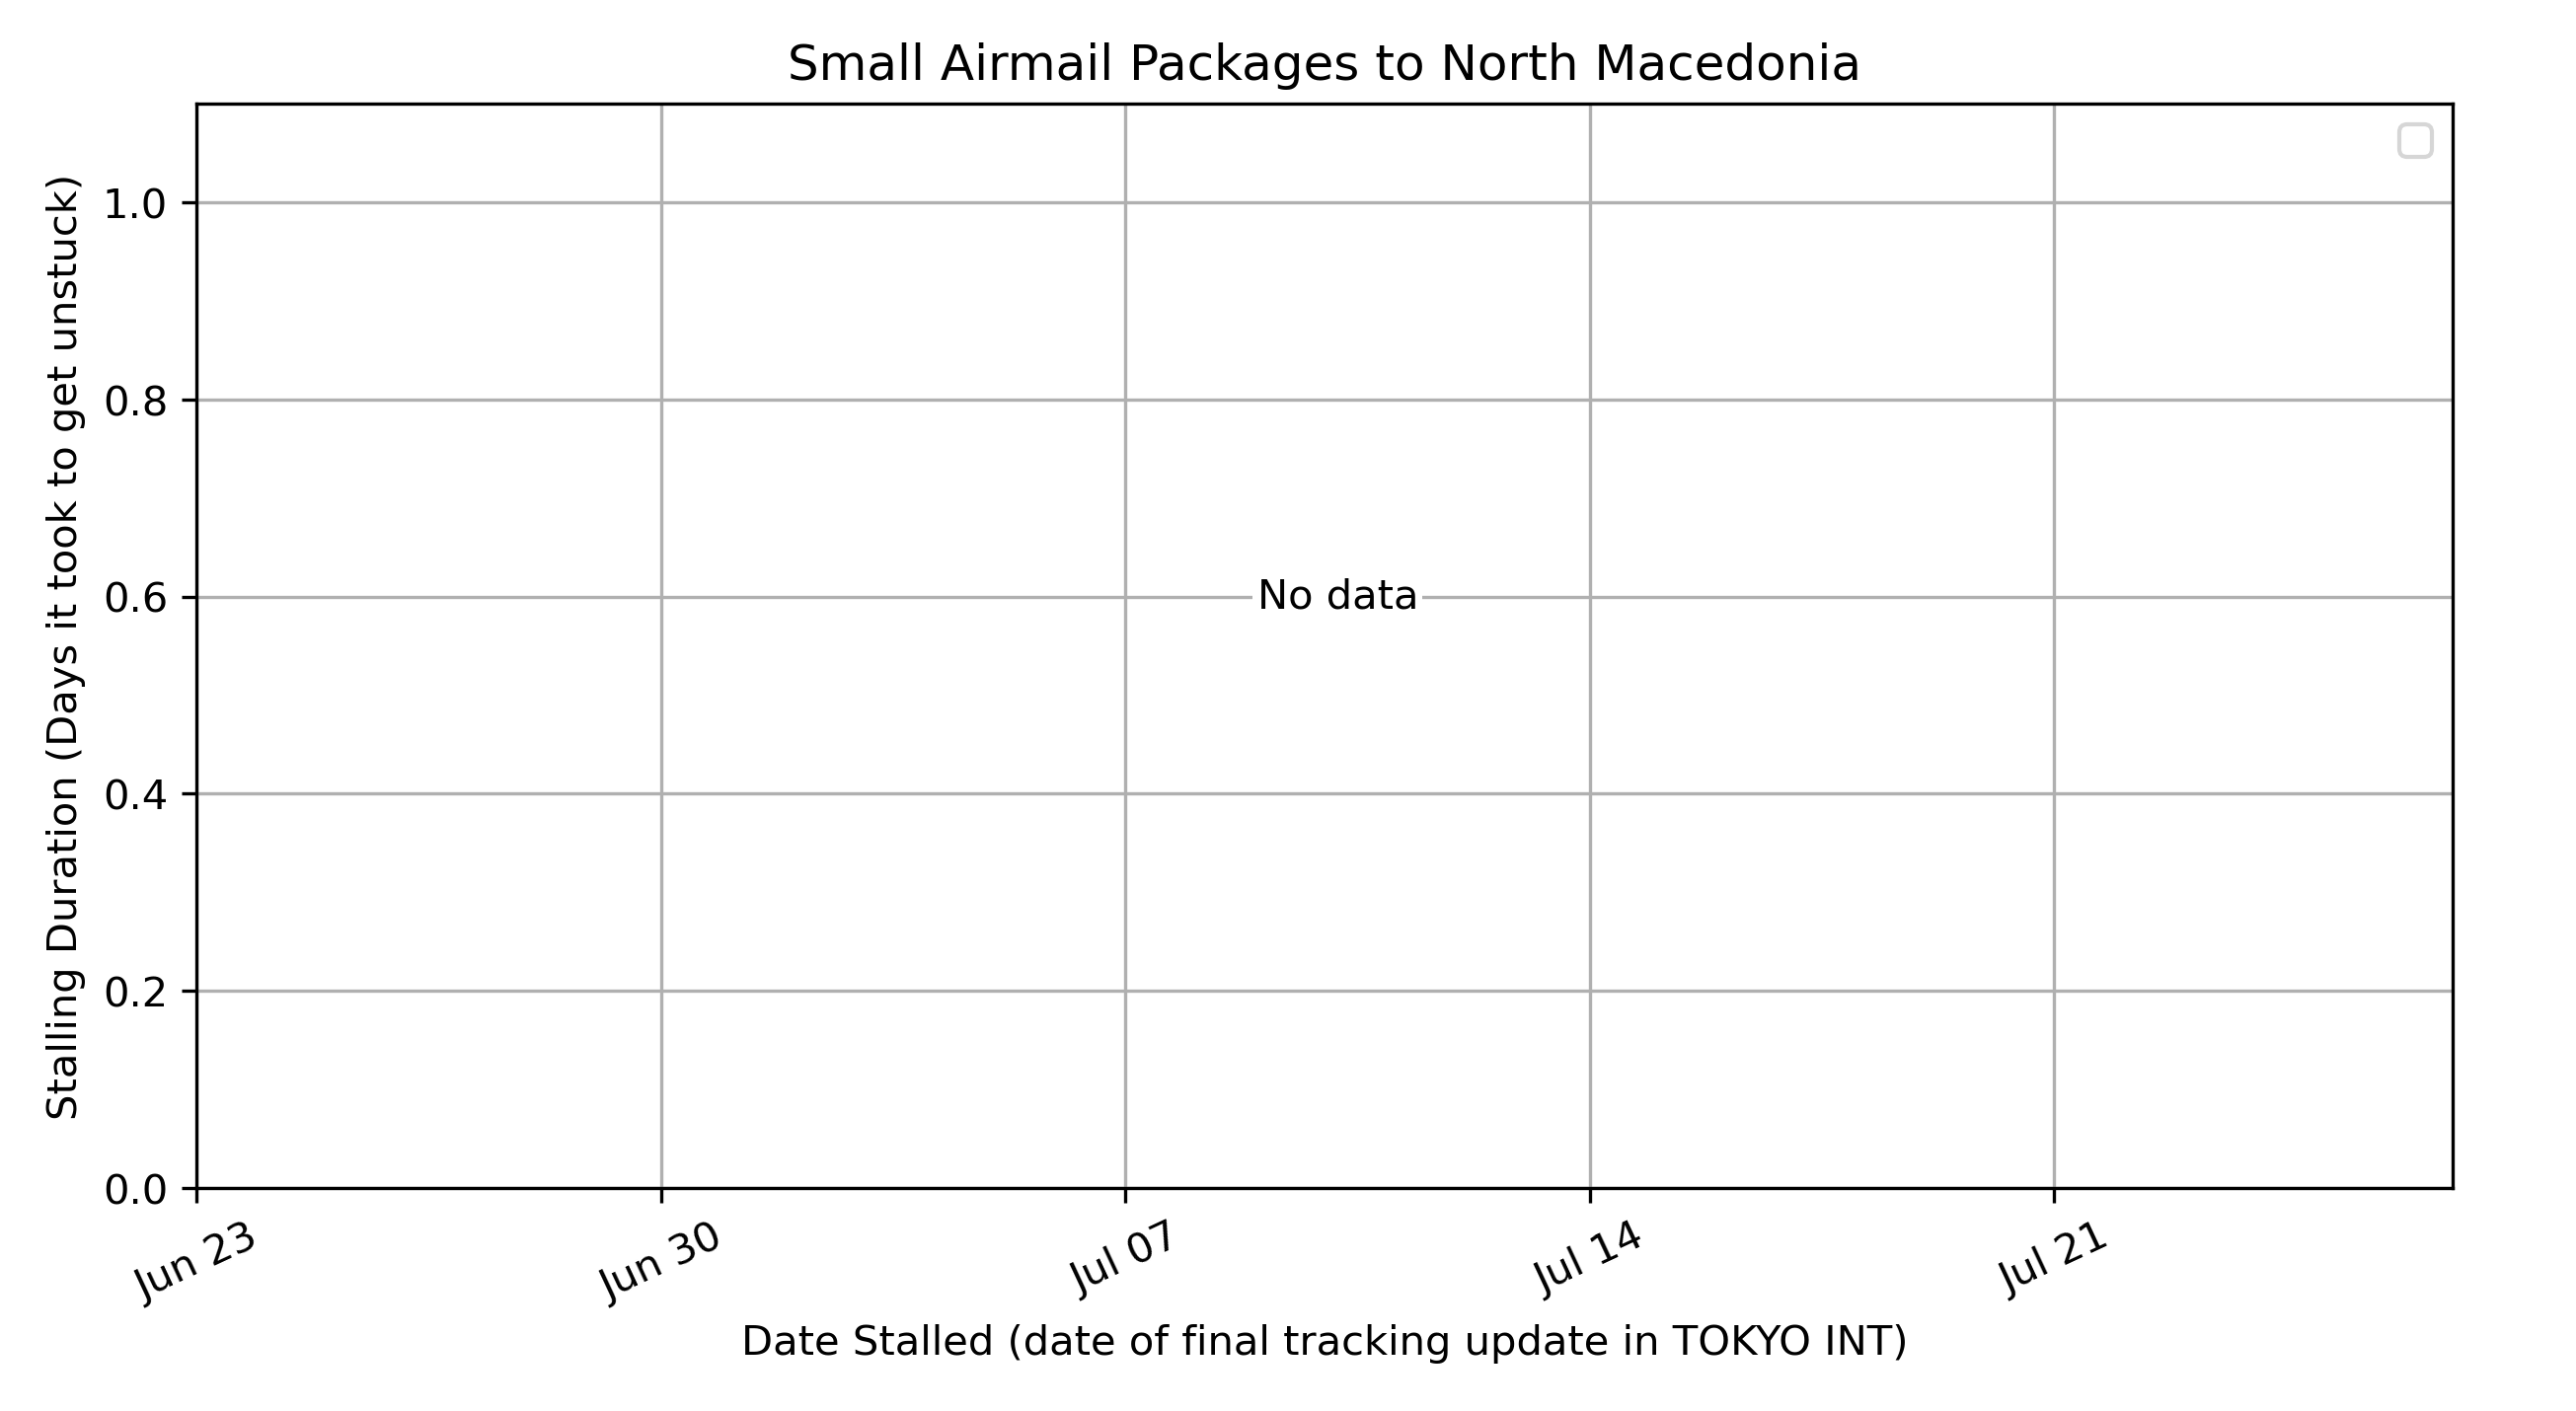 Small Airmail Packages to North Macedonia
Stalling Duration (Days it took to get unstuck)
1.0
0.8
0.6
0.4
0.2
0.0
No data
Jun 23
Jun 30
Jul 07
Jul 14
Jul 21
Date Stalled (date of final tracking update in TOKYO INT)